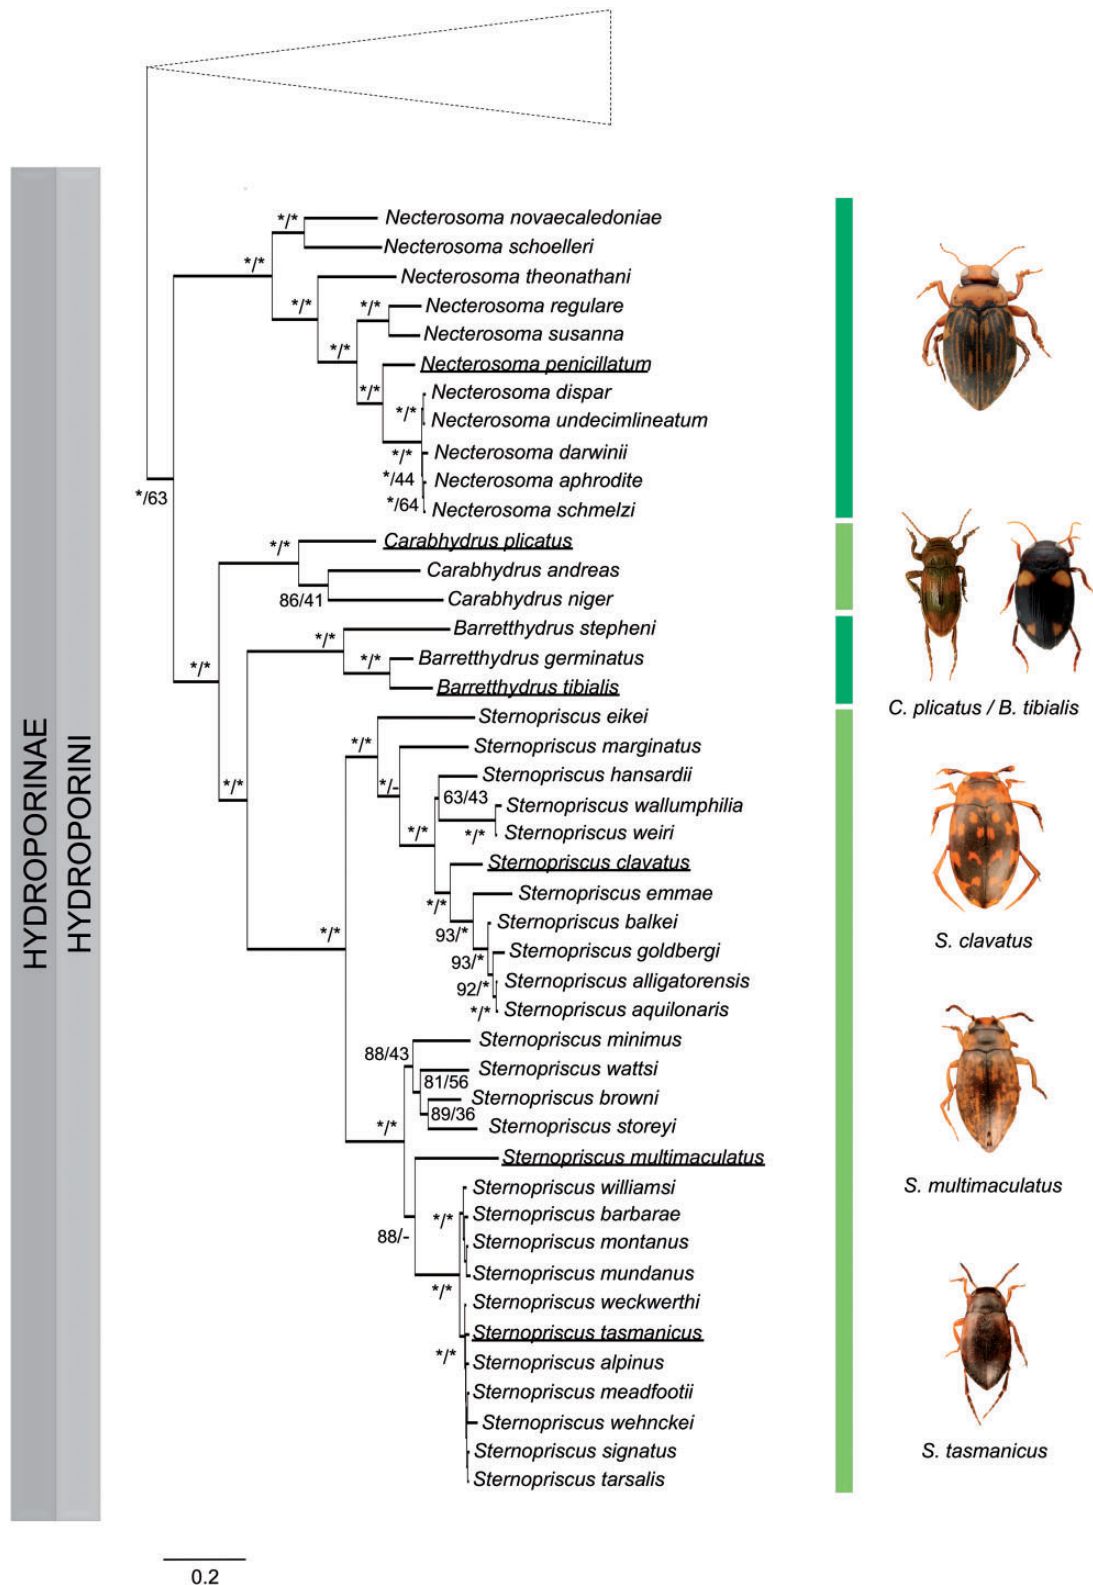 HYDROPORINAE
HYDROPORINI
*/63
*/*
*/*
Necterosoma novaecaledoniae
Necterosoma schoelleri
*/*
Necterosoma theonathani
*/*
*/*
Necterosoma regulare
Necterosoma susanna
*/*
Necterosoma penicillatum
*/*
Necterosoma dispar
Necterosoma undecimlineatum
*/*
Necterosoma darwinii
*/44
Necterosoma aphrodite
*/64
Necterosoma schmelzi
*/*
*/*
Carabhydrus plicatus
86/41
Carabhydrus andreas
Carabhydrus niger
*/*
*/*
Barretthydrus stepheni
*/*
Barretthydrus germinatus
Barretthydrus tibialis
*/*
*/*
Sternopriscus eikei
*/-
Sternopriscus marginatus
*/*
Sternopriscus hansardii
63/43
Sternopriscus wallumphilia
*/*
Sternopriscus weiri
*/*
Sternopriscus clavatus
93/*
Sternopriscus emmae
93/*
Sternopriscus balkei
92/*
Sternopriscus goldbergi
*/*
Sternopriscus alligatorensis
Sternopriscus aquilonaris
*/*
88/43
Sternopriscus minimus
81/56
Sternopriscus wattsi
89/36
Sternopriscus browni
Sternopriscus storeyi
88/-
Sternopriscus multimaculatus
*/*
*/*
Sternopriscus williamsi
Sternopriscus barbarae
Sternopriscus montanus
Sternopriscus mundanus
*/*
Sternopriscus weckwerthi
Sternopriscus tasmanicus
Sternopriscus alpinus
Sternopriscus meadfootii
Sternopriscus wehnckei
Sternopriscus signatus
Sternopriscus tarsalis
C. plicatus / B. tibialis
S. clavatus
S. multimaculatus
S. tasmanicus
0.2